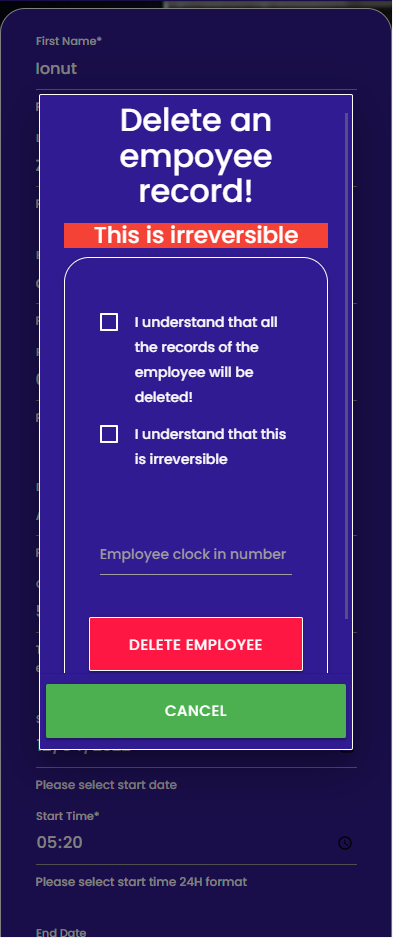 First Name*
Ionut
Delete an
empoyee
record!
This is irreversible
I understand that all
the records of the
employee will be
deleted!
I understand that this
is irreversible
Employee clock in number
DELETE EMPLOYEE
CANCEL
Please select start date
Start Time*
05:20
Please select start time 24H format
End Date